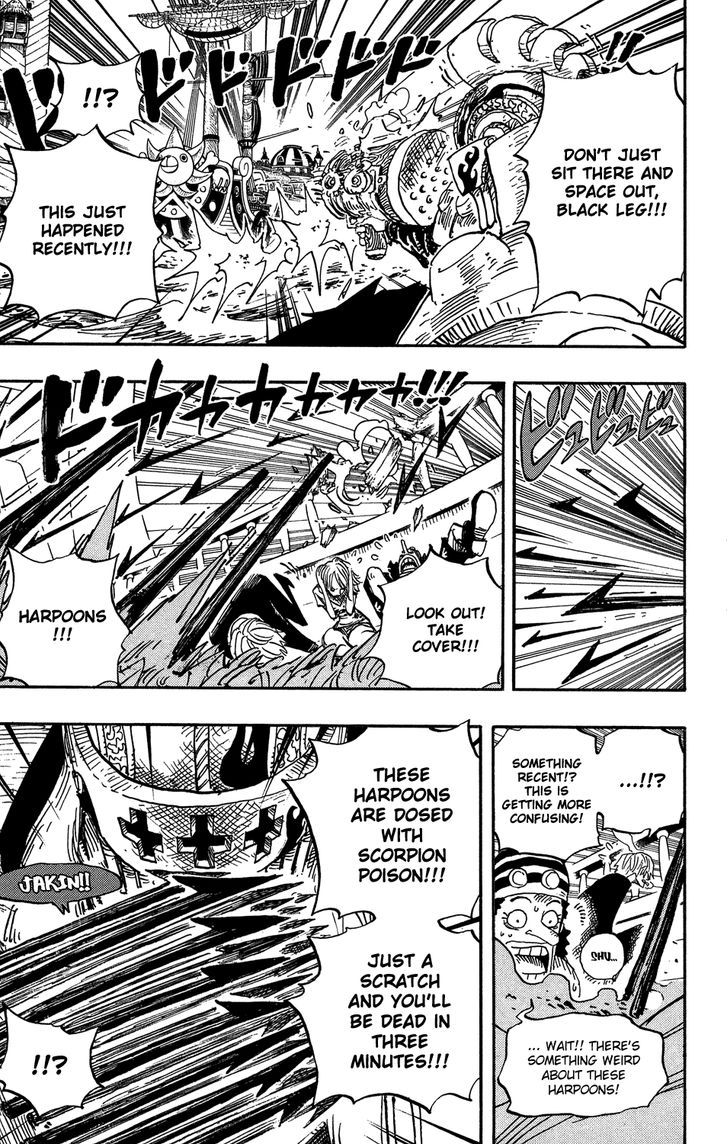 !!
DON'T JUST
SIT THERE AND
SPACE OUT,
BLACK LEG!!!
ドドドドドド
!!?
THIS JUST
HAPPENED
RECENTLY!!!
ビュビュビュ
ドカカカカカカ!!!
LOOK OUT!
TAKE
COVER!!!
HARPOONS
!!!
...!!?
SOMETHING
RECENT!?
THIS IS
GETTING MORE
CONFUSING!
SHU...
... WAIT!! THERE'S
SOMETHING WEIRD
ABOUT THESE
HARPOONS!
THESE
HARPOONS
ARE DOSED
WITH
SCORPION
POISON!!!
JUST A
SCRATCH
AND YOU'LL
BE DEAD IN
THREE
MINUTES!!!
JAKIN!!
!!?